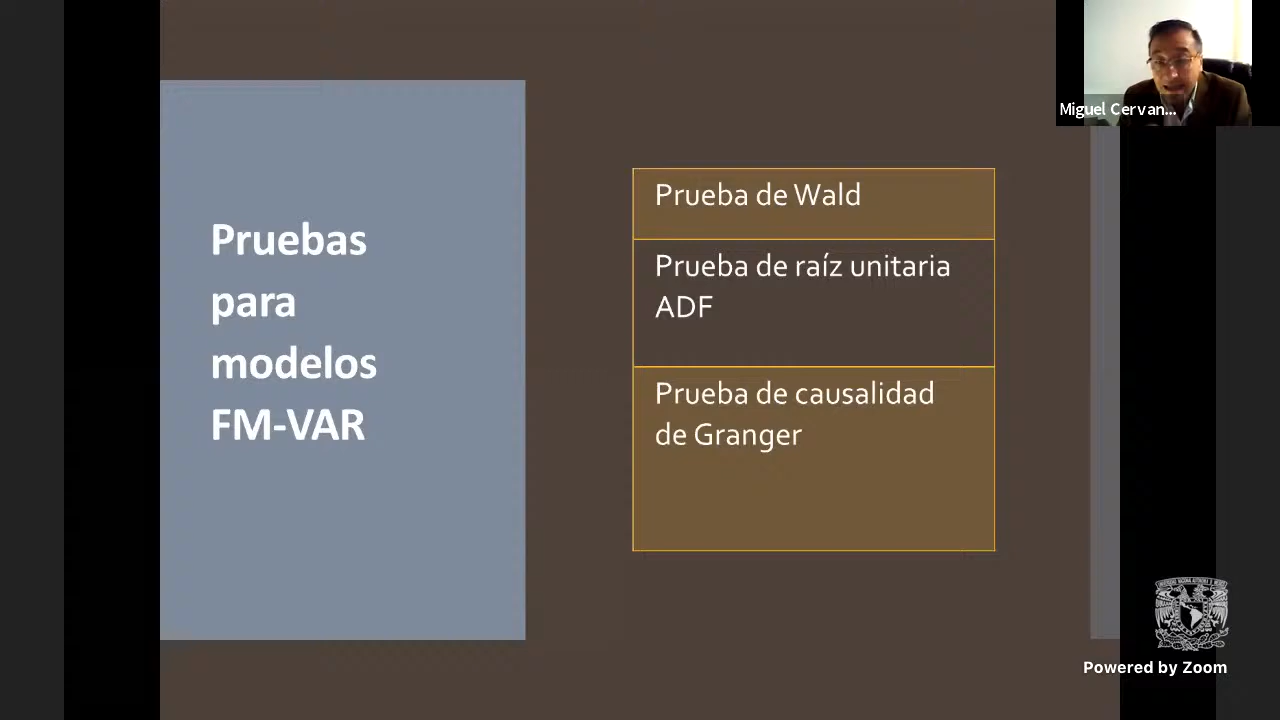 Miguel Cervan...
Pruebas
para
modelos
FM-VAR
Prueba de Wald
Prueba de raíz unitaria
ADF
Prueba de causalidad
de Granger
Powered by Zoom